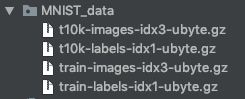 MNIST_data
t10k-images-idx3-ubyte.gz
t10k-labels-idx1-ubyte.gz
train-images-idx3-ubyte.gz
train-labels-idx1-ubyte.gz